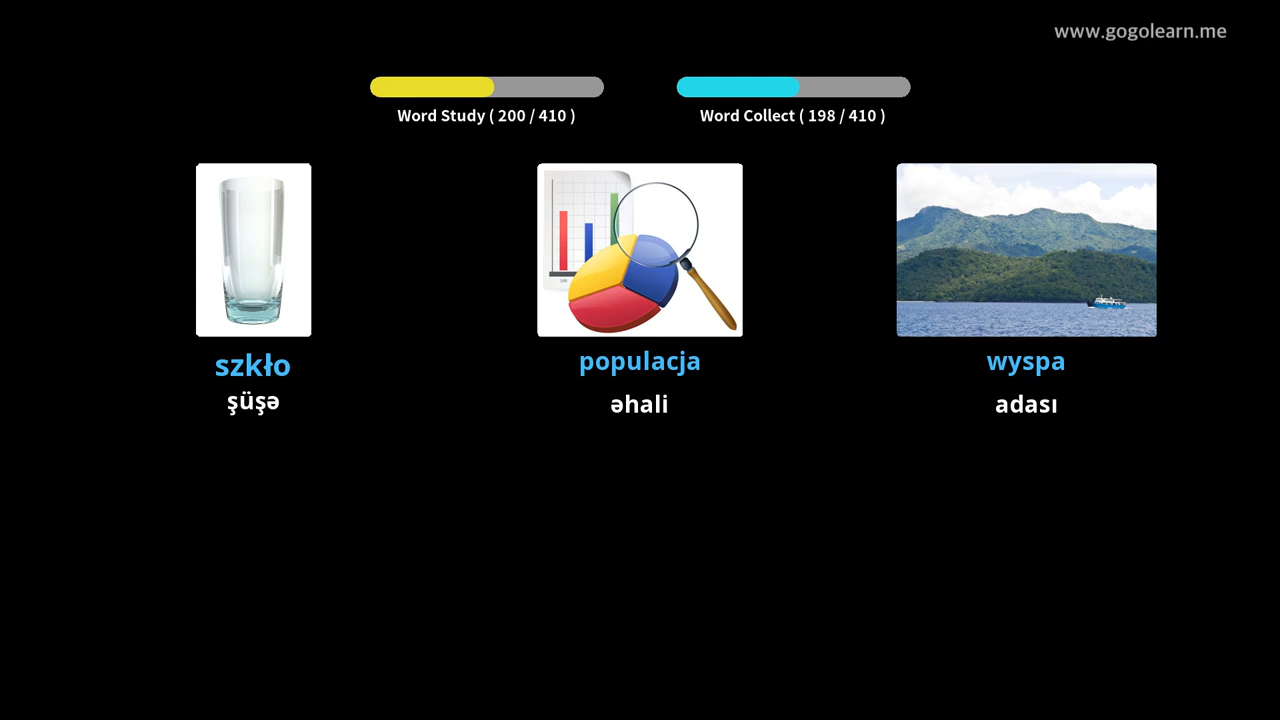 www.gogolearn.me
Word Study ( 200 / 410 )
Word Collect ( 198 / 410 )
szkło
şüşə
populacja
əhali
wyspa
adası